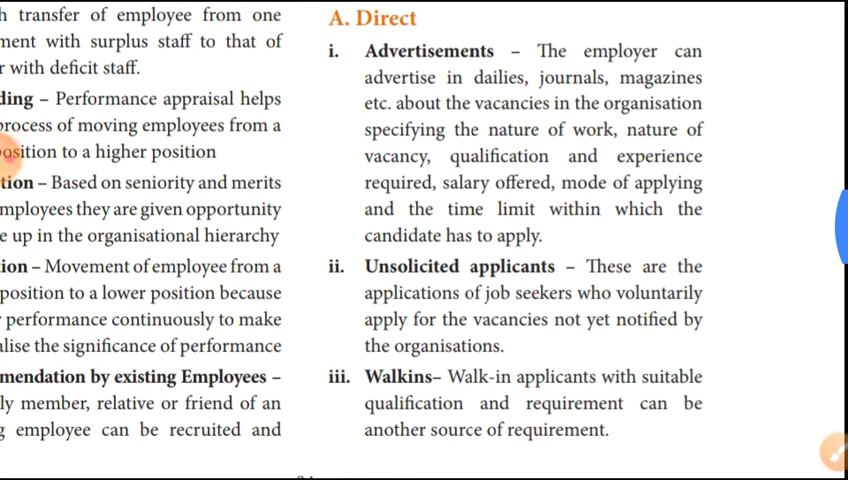 h transfer of employee from one
ment with surplus staff to that of
r with deficit staff.
ding – Performance appraisal helps
process of moving employees from a
osition to a higher position
tion – Based on seniority and merits
mployees they are given opportunity
e up in the organisational hierarchy
tion – Movement of employee from a
position to a lower position because
performance continuously to make
alise the significance of performance
mendation by existing Employees –
ly member, relative or friend of an
g employee can be recruited and
A. Direct
i. Advertisements – The employer can
advertise in dailies, journals, magazines
etc. about the vacancies in the organisation
specifying the nature of work, nature of
vacancy, qualification and experience
required, salary offered, mode of applying
and the time limit within which the
candidate has to apply.
ii. Unsolicited applicants – These are the
applications of job seekers who voluntarily
apply for the vacancies not yet notified by
the organisations.
iii. Walkins– Walk-in applicants with suitable
qualification and requirement can be
another source of requirement.